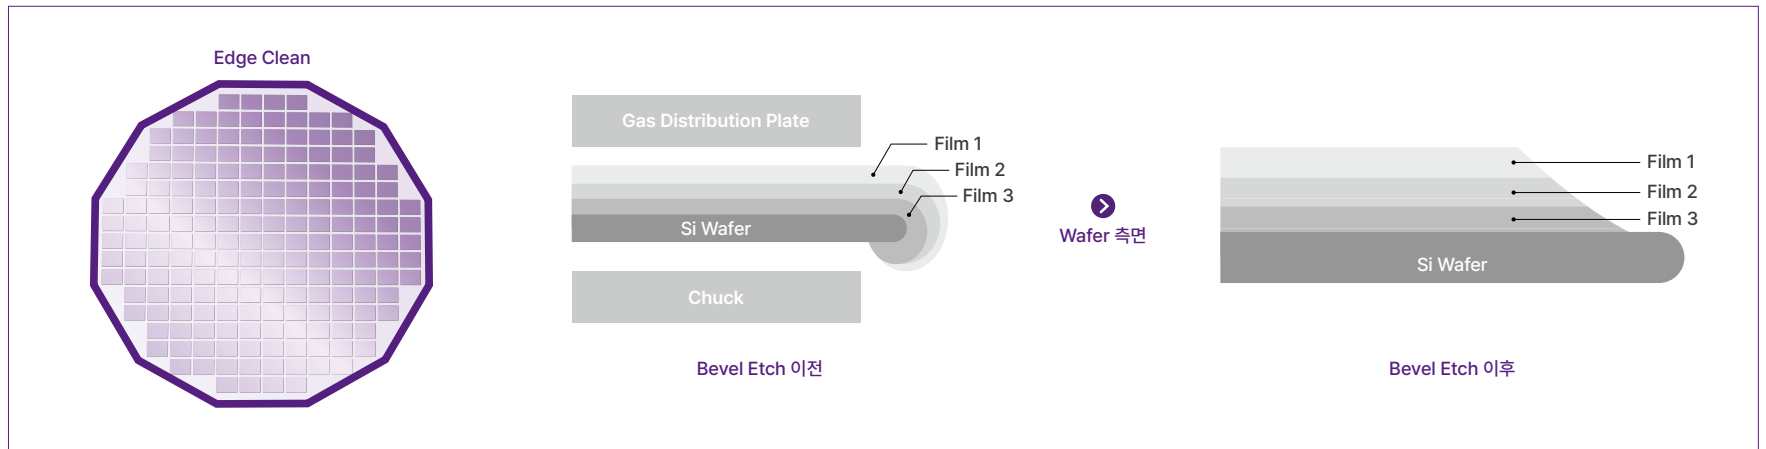 Edge Clean
Gas Distribution Plate
Film 1
Film 2
Film 3
Si Wafer
Chuck
Bevel Etch 이전
Wafer 측면
Film 1
Film 2
Film 3
Si Wafer
Bevel Etch 이후